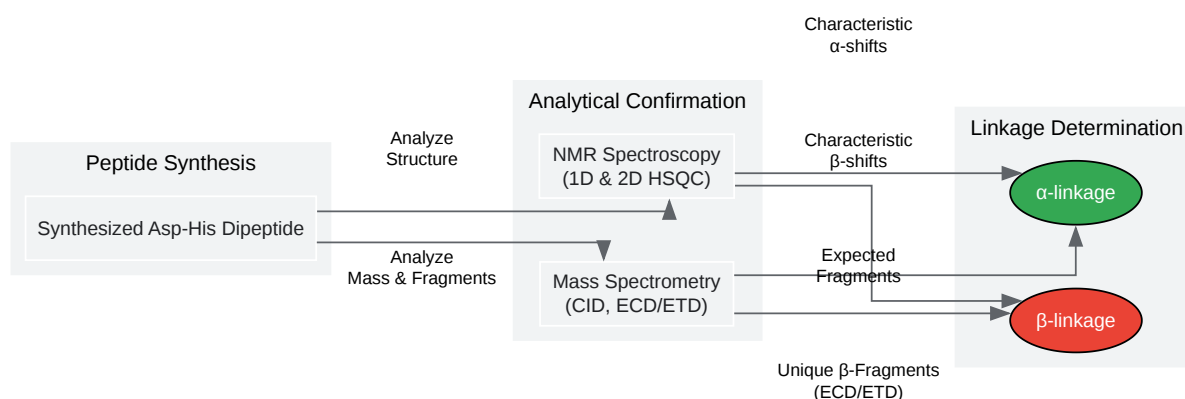 Characteristic
α-shifts
Analytical Confirmation
Linkage Determination
Peptide Synthesis
Analyze
Structure
NMR Spectroscopy
(1D & 2D HSQC)
Characteristic
β-shifts
α-linkage
Synthesized Asp-His Dipeptide
Analyze
Mass & Fragments
Mass Spectrometry
(CID, ECD/ETD)
Expected
Fragments
β-linkage
Unique β-Fragments
(ECD/ETD)